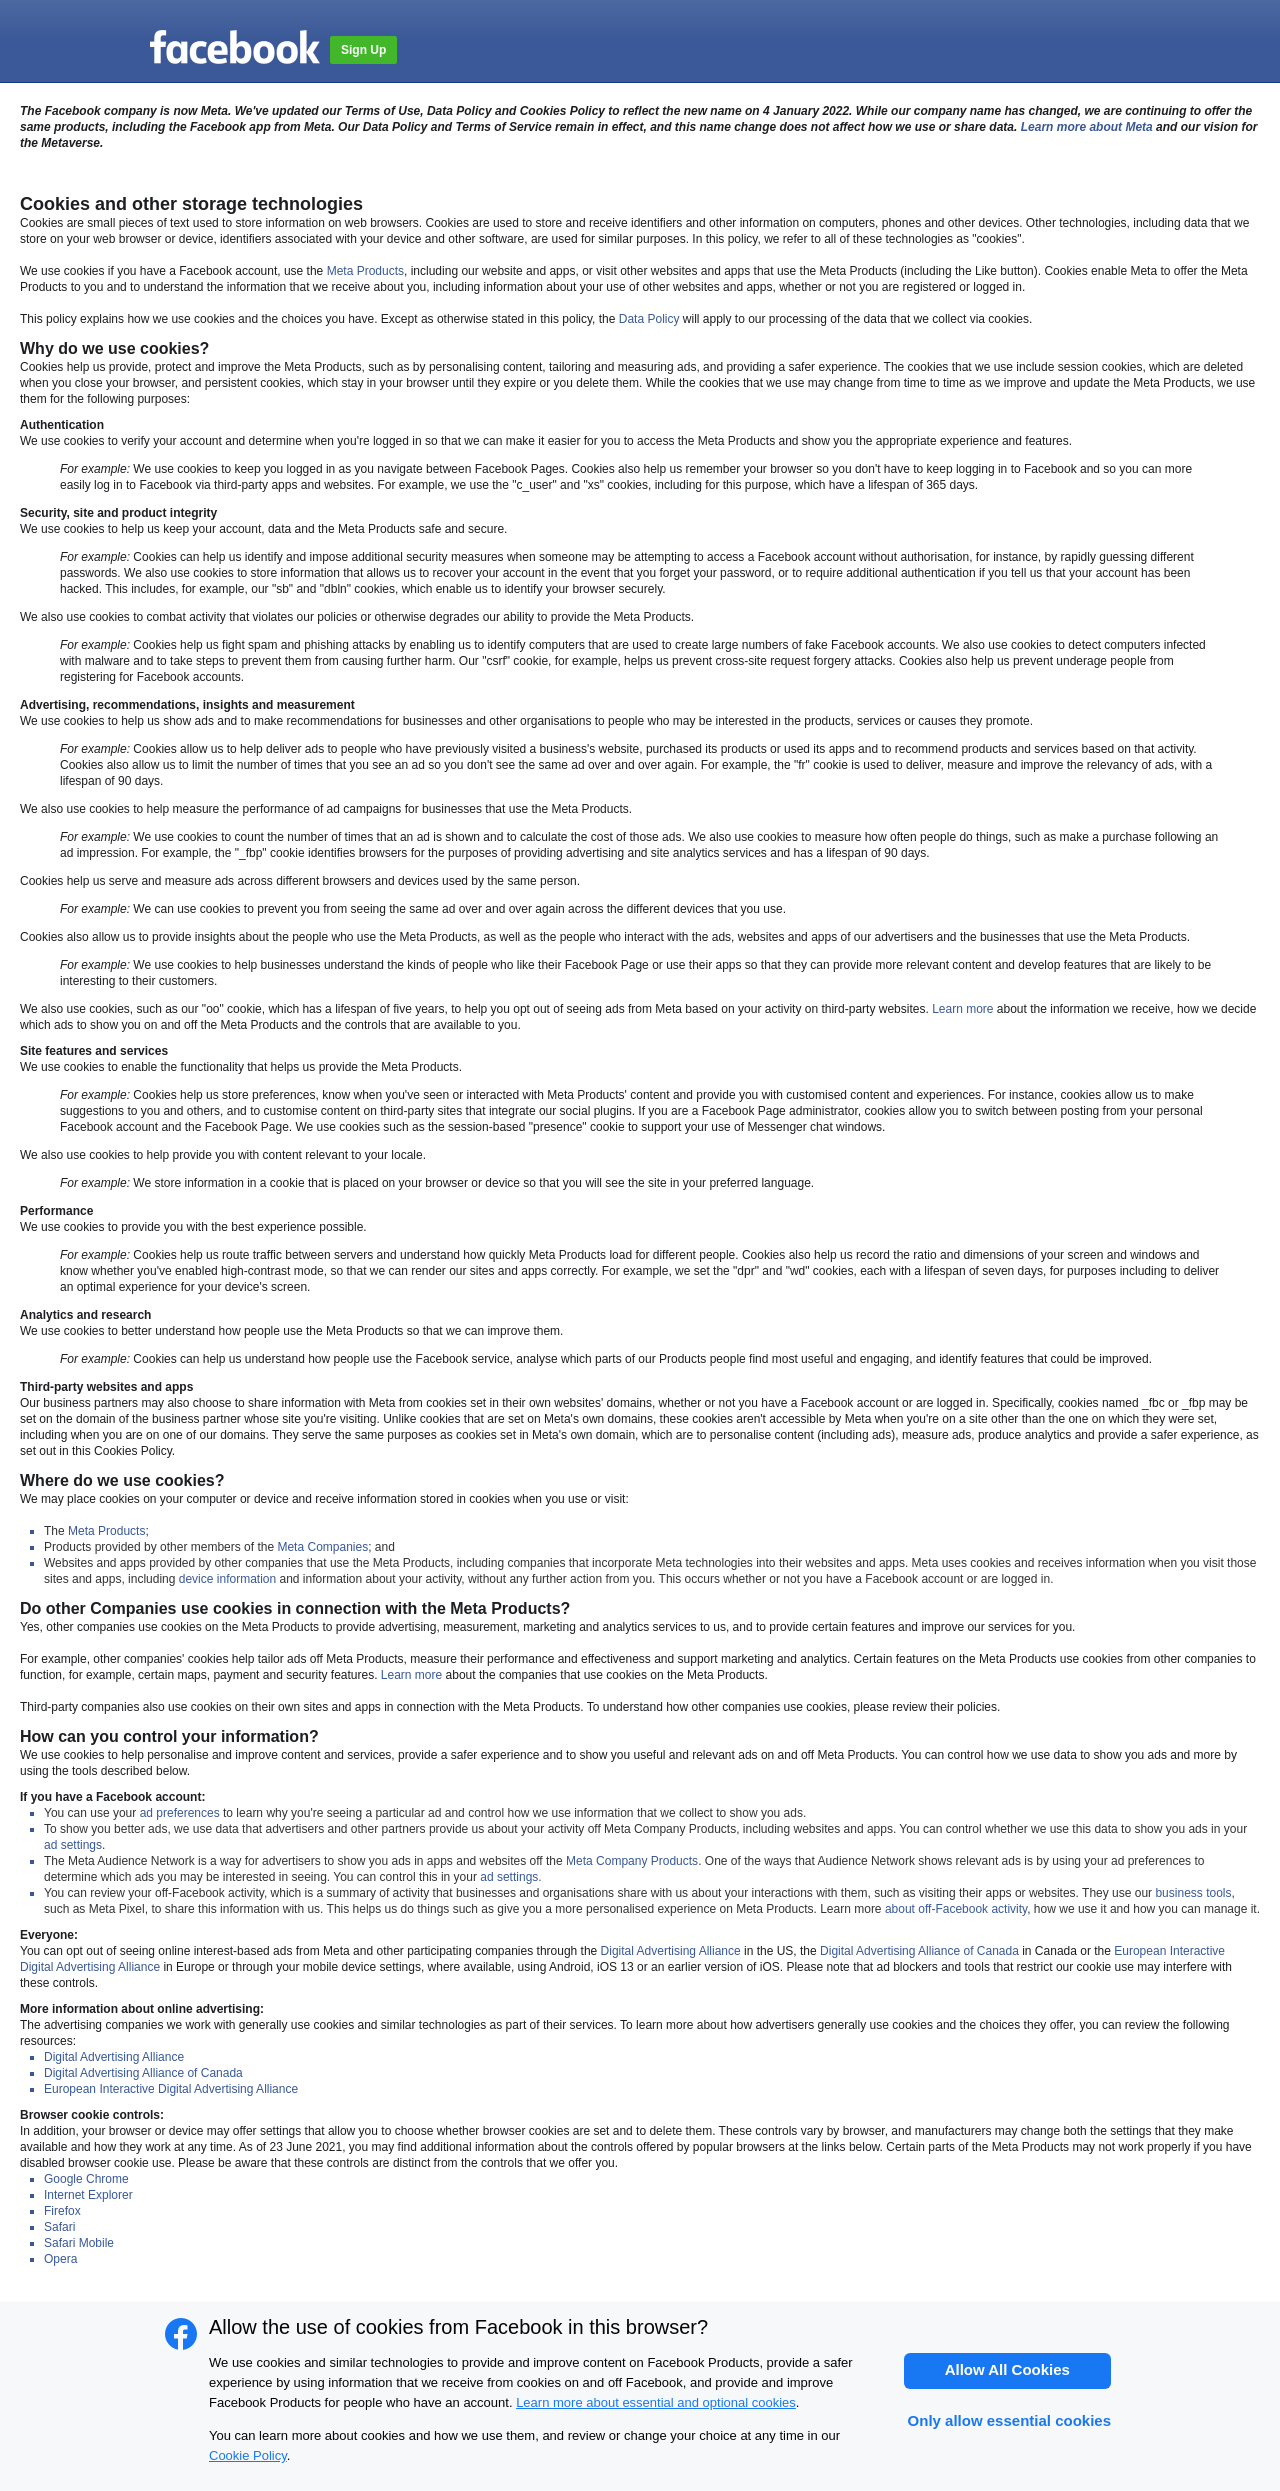 facebook
Sign Up
The Facebook company is now Meta. We've updated our Terms of Use, Data Policy and Cookies Policy to reflect the new name on 4 January 2022. While our company name has changed, we are continuing to offer the
same products, including the Facebook app from Meta. Our Data Policy and Terms of Service remain in effect, and this name change does not affect how we use or share data. Learn more about Meta and our vision for
the Metaverse.
Cookies and other storage technologies
Cookies are small pieces of text used to store information on web browsers. Cookies are used to store and receive identifiers and other information on computers, phones and other devices. Other technologies, including data that we
store on your web browser or device, identifiers associated with your device and other software, are used for similar purposes. In this policy, we refer to all of these technologies as "cookies".
We use cookies if you have a Facebook account, use the Meta Products, including our website and apps, or visit other websites and apps that use the Meta Products (including the Like button). Cookies enable Meta to offer the Meta
Products to you and to understand the information that we receive about you, including information about your use of other websites and apps, whether or not you are registered or logged in.
This policy explains how we use cookies and the choices you have. Except as otherwise stated in this policy, the Data Policy will apply to our processing of the data that we collect via cookies.
Why do we use cookies?
Cookies help us provide, protect and improve the Meta Products, such as by personalising content, tailoring and measuring ads, and providing a safer experience. The cookies that we use include session cookies, which are deleted
when you close your browser, and persistent cookies, which stay in your browser until they expire or you delete them. While the cookies that we use may change from time to time as we improve and update the Meta Products, we use
them for the following purposes:
Authentication
We use cookies to verify your account and determine when you're logged in so that we can make it easier for you to access the Meta Products and show you the appropriate experience and features.
For example: We use cookies to keep you logged in as you navigate between Facebook Pages. Cookies also help us remember your browser so you don't have to keep logging in to Facebook and so you can more
easily log in to Facebook via third-party apps and websites. For example, we use the "c_user" and "xs" cookies, including for this purpose, which have a lifespan of 365 days.
Security, site and product integrity
We use cookies to help us keep your account, data and the Meta Products safe and secure.
For example: Cookies can help us identify and impose additional security measures when someone may be attempting to access a Facebook account without authorisation, for instance, by rapidly guessing different
passwords. We also use cookies to store information that allows us to recover your account in the event that you forget your password, or to require additional authentication if you tell us that your account has been
hacked. This includes, for example, our "sb" and "dbln" cookies, which enable us to identify your browser securely.
We also use cookies to combat activity that violates our policies or otherwise degrades our ability to provide the Meta Products.
For example: Cookies help us fight spam and phishing attacks by enabling us to identify computers that are used to create large numbers of fake Facebook accounts. We also use cookies to detect computers infected
with malware and to take steps to prevent them from causing further harm. Our "csrf" cookie, for example, helps us prevent cross-site request forgery attacks. Cookies also help us prevent underage people from
registering for Facebook accounts.
Advertising, recommendations, insights and measurement
We use cookies to help us show ads and to make recommendations for businesses and other organisations to people who may be interested in the products, services or causes they promote.
For example: Cookies allow us to help deliver ads to people who have previously visited a business's website, purchased its products or used its apps and to recommend products and services based on that activity.
Cookies also allow us to limit the number of times that you see an ad so you don't see the same ad over and over again. For example, the "fr" cookie is used to deliver, measure and improve the relevancy of ads, with a
lifespan of 90 days.
We also use cookies to help measure the performance of ad campaigns for businesses that use the Meta Products.
For example: We use cookies to count the number of times that an ad is shown and to calculate the cost of those ads. We also use cookies to measure how often people do things, such as make a purchase following an
ad impression. For example, the "_fbp" cookie identifies browsers for the purposes of providing advertising and site analytics services and has a lifespan of 90 days.
Cookies help us serve and measure ads across different browsers and devices used by the same person.
For example: We can use cookies to prevent you from seeing the same ad over and over again across the different devices that you use.
Cookies also allow us to provide insights about the people who use the Meta Products, as well as the people who interact with the ads, websites and apps of our advertisers and the businesses that use the Meta Products.
For example: We use cookies to help businesses understand the kinds of people who like their Facebook Page or use their apps so that they can provide more relevant content and develop features that are likely to be
interesting to their customers.
We also use cookies, such as our "oo" cookie, which has a lifespan of five years, to help you opt out of seeing ads from Meta based on your activity on third-party websites. Learn more about the information we receive, how we decide
which ads to show you on and off the Meta Products and the controls that are available to you.
Site features and services
We use cookies to enable the functionality that helps us provide the Meta Products.
For example: Cookies help us store preferences, know when you've seen or interacted with Meta Products' content and provide you with customised content and experiences. For instance, cookies allow us to make
suggestions to you and others, and to customise content on third-party sites that integrate our social plugins. If you are a Facebook Page administrator, cookies allow you to switch between posting from your personal
Facebook account and the Facebook Page. We use cookies such as the session-based "presence" cookie to support your use of Messenger chat windows.
We also use cookies to help provide you with content relevant to your locale.
For example: We store information in a cookie that is placed on your browser or device so that you will see the site in your preferred language.
Performance
We use cookies to provide you with the best experience possible.
For example: Cookies help us route traffic between servers and understand how quickly Meta Products load for different people. Cookies also help us record the ratio and dimensions of your screen and windows and
know whether you've enabled high-contrast mode, so that we can render our sites and apps correctly. For example, we set the "dpr" and "wd" cookies, each with a lifespan of seven days, for purposes including to deliver
an optimal experience for your device's screen.
Analytics and research
We use cookies to better understand how people use the Meta Products so that we can improve them.
For example: Cookies can help us understand how people use the Facebook service, analyse which parts of our Products people find most useful and engaging, and identify features that could be improved.
Third-party websites and apps
Our business partners may also choose to share information with Meta from cookies set in their own websites' domains, whether or not you have a Facebook account or are logged in. Specifically, cookies named _fbc or _fbp may be
set on the domain of the business partner whose site you're visiting. Unlike cookies that are set on Meta's own domains, these cookies aren't accessible by Meta when you're on a site other than the one on which they were set,
including when you are on one of our domains. They serve the same purposes as cookies set in Meta's own domain, which are to personalise content (including ads), measure ads, produce analytics and provide a safer experience, as
set out in this Cookies Policy.
Where do we use cookies?
We may place cookies on your computer or device and receive information stored in cookies when you use or visit:
The Meta Products;
Products provided by other members of the Meta Companies; and
Websites and apps provided by other companies that use the Meta Products, including companies that incorporate Meta technologies into their websites and apps. Meta uses cookies and receives information when you visit those
sites and apps, including device information and information about your activity, without any further action from you. This occurs whether or not you have a Facebook account or are logged in.
Do other Companies use cookies in connection with the Meta Products?
Yes, other companies use cookies on the Meta Products to provide advertising, measurement, marketing and analytics services to us, and to provide certain features and improve our services for you.
For example, other companies' cookies help tailor ads off Meta Products, measure their performance and effectiveness and support marketing and analytics. Certain features on the Meta Products use cookies from other companies to
function, for example, certain maps, payment and security features. Learn more about the companies that use cookies on the Meta Products.
Third-party companies also use cookies on their own sites and apps in connection with the Meta Products. To understand how other companies use cookies, please review their policies.
How can you control your information?
We use cookies to help personalise and improve content and services, provide a safer experience and to show you useful and relevant ads on and off Meta Products. You can control how we use data to show you ads and more by
using the tools described below.
If you have a Facebook account:
You can use your ad preferences to learn why you're seeing a particular ad and control how we use information that we collect to show you ads.
To show you better ads, we use data that advertisers and other partners provide us about your activity off Meta Company Products, including websites and apps. You can control whether we use this data to show you ads in your
ad settings.
The Meta Audience Network is a way for advertisers to show you ads in apps and websites off the Meta Company Products. One of the ways that Audience Network shows relevant ads is by using your ad preferences to
determine which ads you may be interested in seeing. You can control this in your ad settings.
You can review your off-Facebook activity, which is a summary of activity that businesses and organisations share with us about your interactions with them, such as visiting their apps or websites. They use our business tools,
such as Meta Pixel, to share this information with us. This helps us do things such as give you a more personalised experience on Meta Products. Learn more about off-Facebook activity, how we use it and how you can manage it.
Everyone:
You can opt out of seeing online interest-based ads from Meta and other participating companies through the Digital Advertising Alliance in the US, the Digital Advertising Alliance of Canada in Canada or the European Interactive
Digital Advertising Alliance in Europe or through your mobile device settings, where available, using Android, iOS 13 or an earlier version of iOS. Please note that ad blockers and tools that restrict our cookie use may interfere with
these controls.
More information about online advertising:
The advertising companies we work with generally use cookies and similar technologies as part of their services. To learn more about how advertisers generally use cookies and the choices they offer, you can review the following
resources:
Digital Advertising Alliance
Digital Advertising Alliance of Canada
European Interactive Digital Advertising Alliance
Browser cookie controls:
In addition, your browser or device may offer settings that allow you to choose whether browser cookies are set and to delete them. These controls vary by browser, and manufacturers may change both the settings that they make
available and how they work at any time. As of 23 June 2021, you may find additional information about the controls offered by popular browsers at the links below. Certain parts of the Meta Products may not work properly if you have
disabled browser cookie use. Please be aware that these controls are distinct from the controls that we offer you.
Google Chrome
Internet Explorer
Firefox
Safari
Safari Mobile
Opera
Allow the use of cookies from Facebook in this browser?
We use cookies and similar technologies to provide and improve content on Facebook Products, provide a safer
experience by using information that we receive from cookies on and off Facebook, and provide and improve
Facebook Products for people who have an account. Learn more about essential and optional cookies.
You can learn more about cookies and how we use them, and review or change your choice at any time in our
Cookie Policy.
Allow All Cookies
Only allow essential cookies